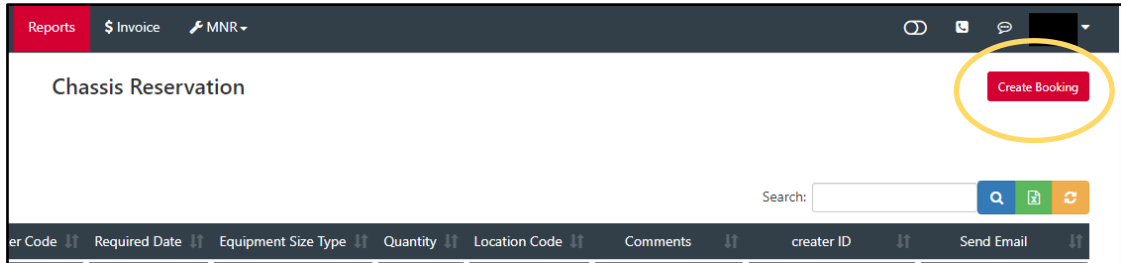 Reports $ Invoice MNR
Chassis Reservation
Create Booking
Search:
er Code Required Date Equipment Size Type Quantity Location Code Comments creater ID Send Email